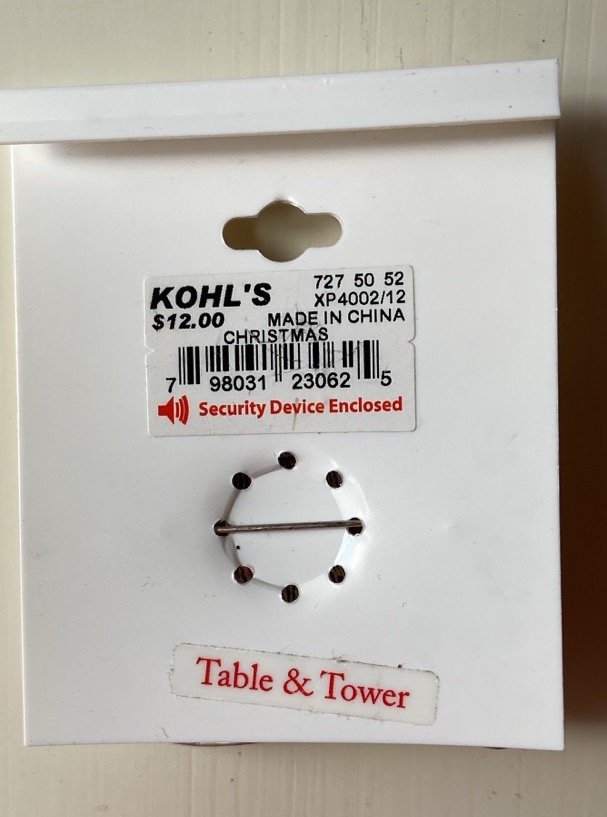 KOHL'S 727 50 52
$12.00 XP4002/12
MADE IN CHINA
CHRISTMAS
7 98031 23062 5
Security Device Enclosed
Table & Tower